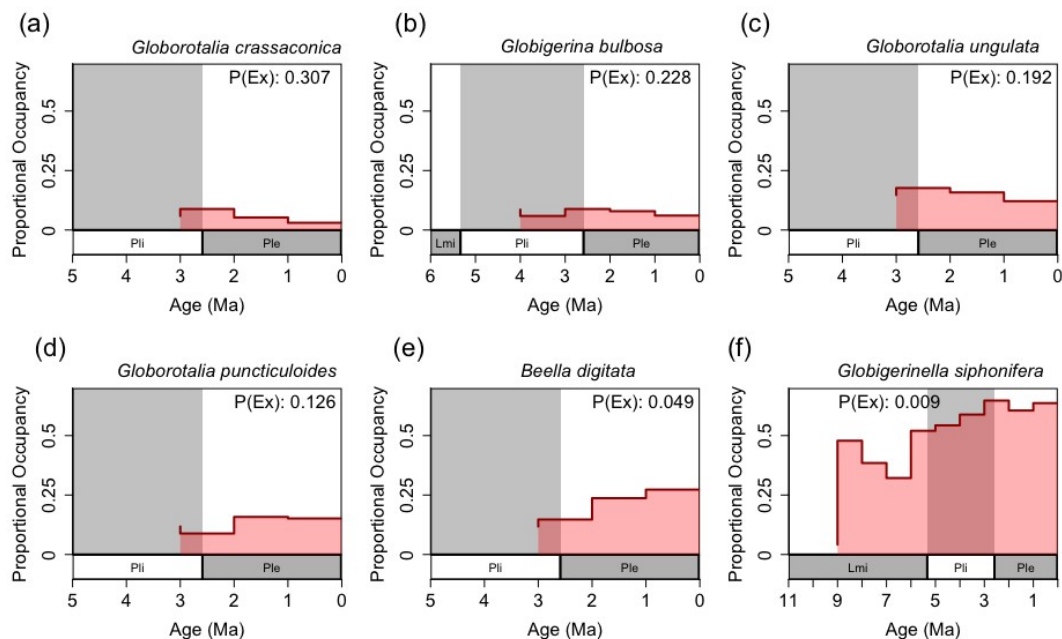 (a)
Globorotalia crassaconica
P(Ex): 0.307
Proportional Occupancy
0 0.25 0.5
Pli Ple
5 4 3 2 1 0
Age (Ma)
(b)
Globigerina bulbosa
P(Ex): 0.228
Proportional Occupancy
0 0.25 0.5
Lmi Pli Ple
6 5 4 3 2 1 0
Age (Ma)
(c)
Globorotalia ungulata
P(Ex): 0.192
Proportional Occupancy
0 0.25 0.5
Pli Ple
5 4 3 2 1 0
Age (Ma)
(d)
Globorotalia puncticuloides
P(Ex): 0.126
Proportional Occupancy
0 0.25 0.5
Pli Ple
5 4 3 2 1 0
Age (Ma)
(e)
Beella digitata
P(Ex): 0.049
Proportional Occupancy
0 0.25 0.5
Pli Ple
5 4 3 2 1 0
Age (Ma)
(f)
Globigerinella siphonifera
P(Ex): 0.009
Proportional Occupancy
0 0.25 0.5
Lmi Pli Ple
11 9 7 5 3 1
Age (Ma)